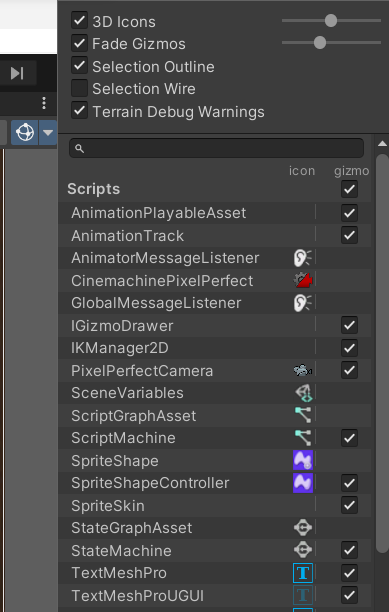 3D Icons
Fade Gizmos
Selection Outline
Selection Wire
Terrain Debug Warnings
icon gizmo
Scripts
AnimationPlayableAsset
AnimationTrack
AnimatorMessageListener
CinemachinePixelPerfect
GlobalMessageListener
IGizmoDrawer
IKManager2D
PixelPerfectCamera
SceneVariables
ScriptGraphAsset
ScriptMachine
SpriteShape
SpriteShapeController
SpriteSkin
StateGraphAsset
StateMachine
TextMeshPro T
TextMeshProUGUI T